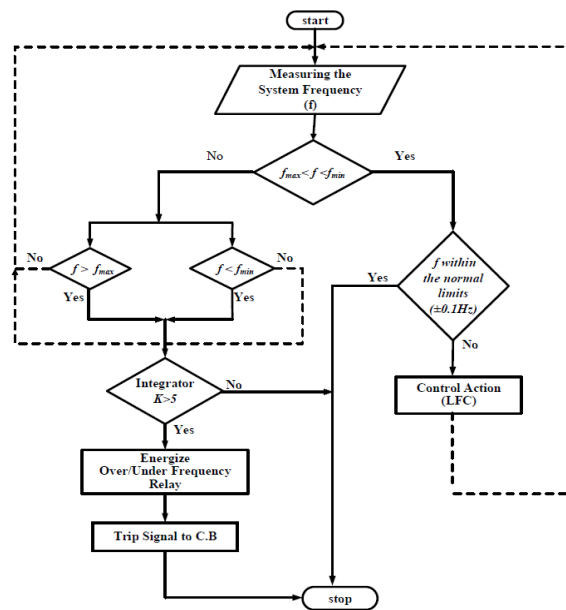 start
Measuring the
System Frequency
(f)
No
Yes
fmax< f <fmin
No
f > fmax
f < fmin
No
Yes
f within
the normal
limits
(±0.1Hz)
Yes
Yes
No
Integrator
K>5
No
Control Action
(LFC)
Yes
Energize
Over/Under Frequency
Relay
Trip Signal to C.B
stop